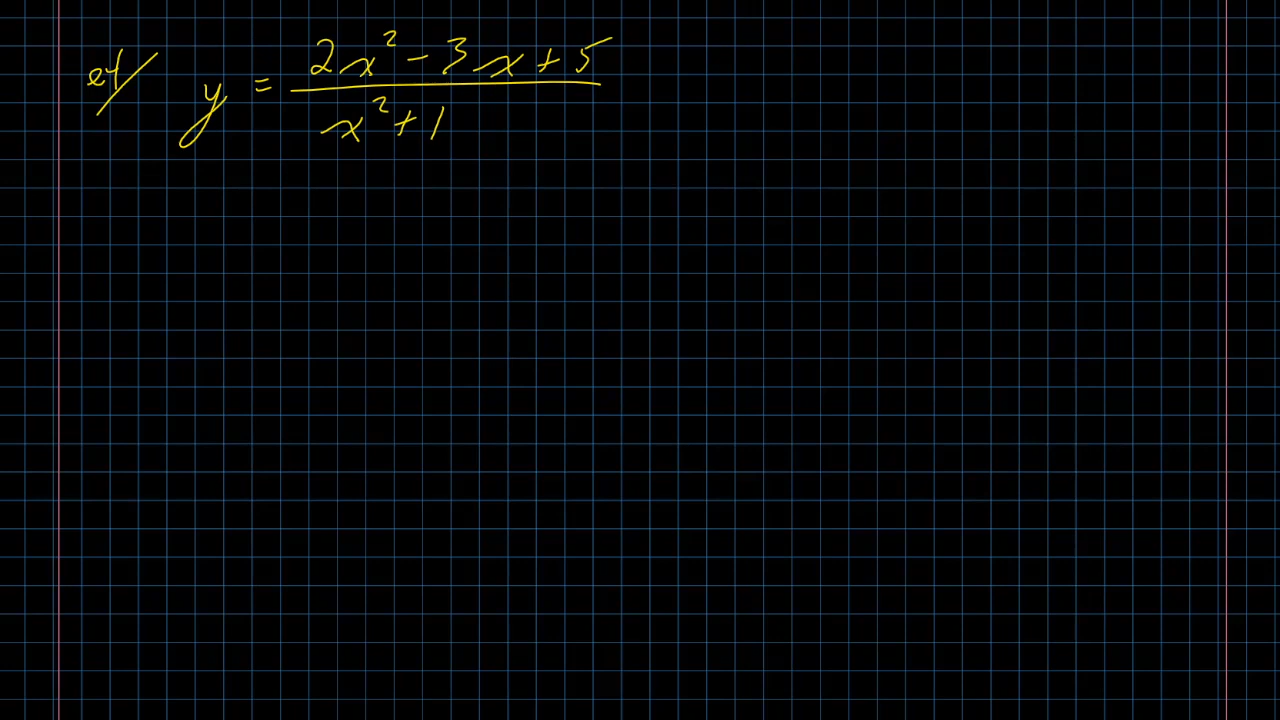 ex/ y = (2x² - 3x + 5)/(x² + 1)